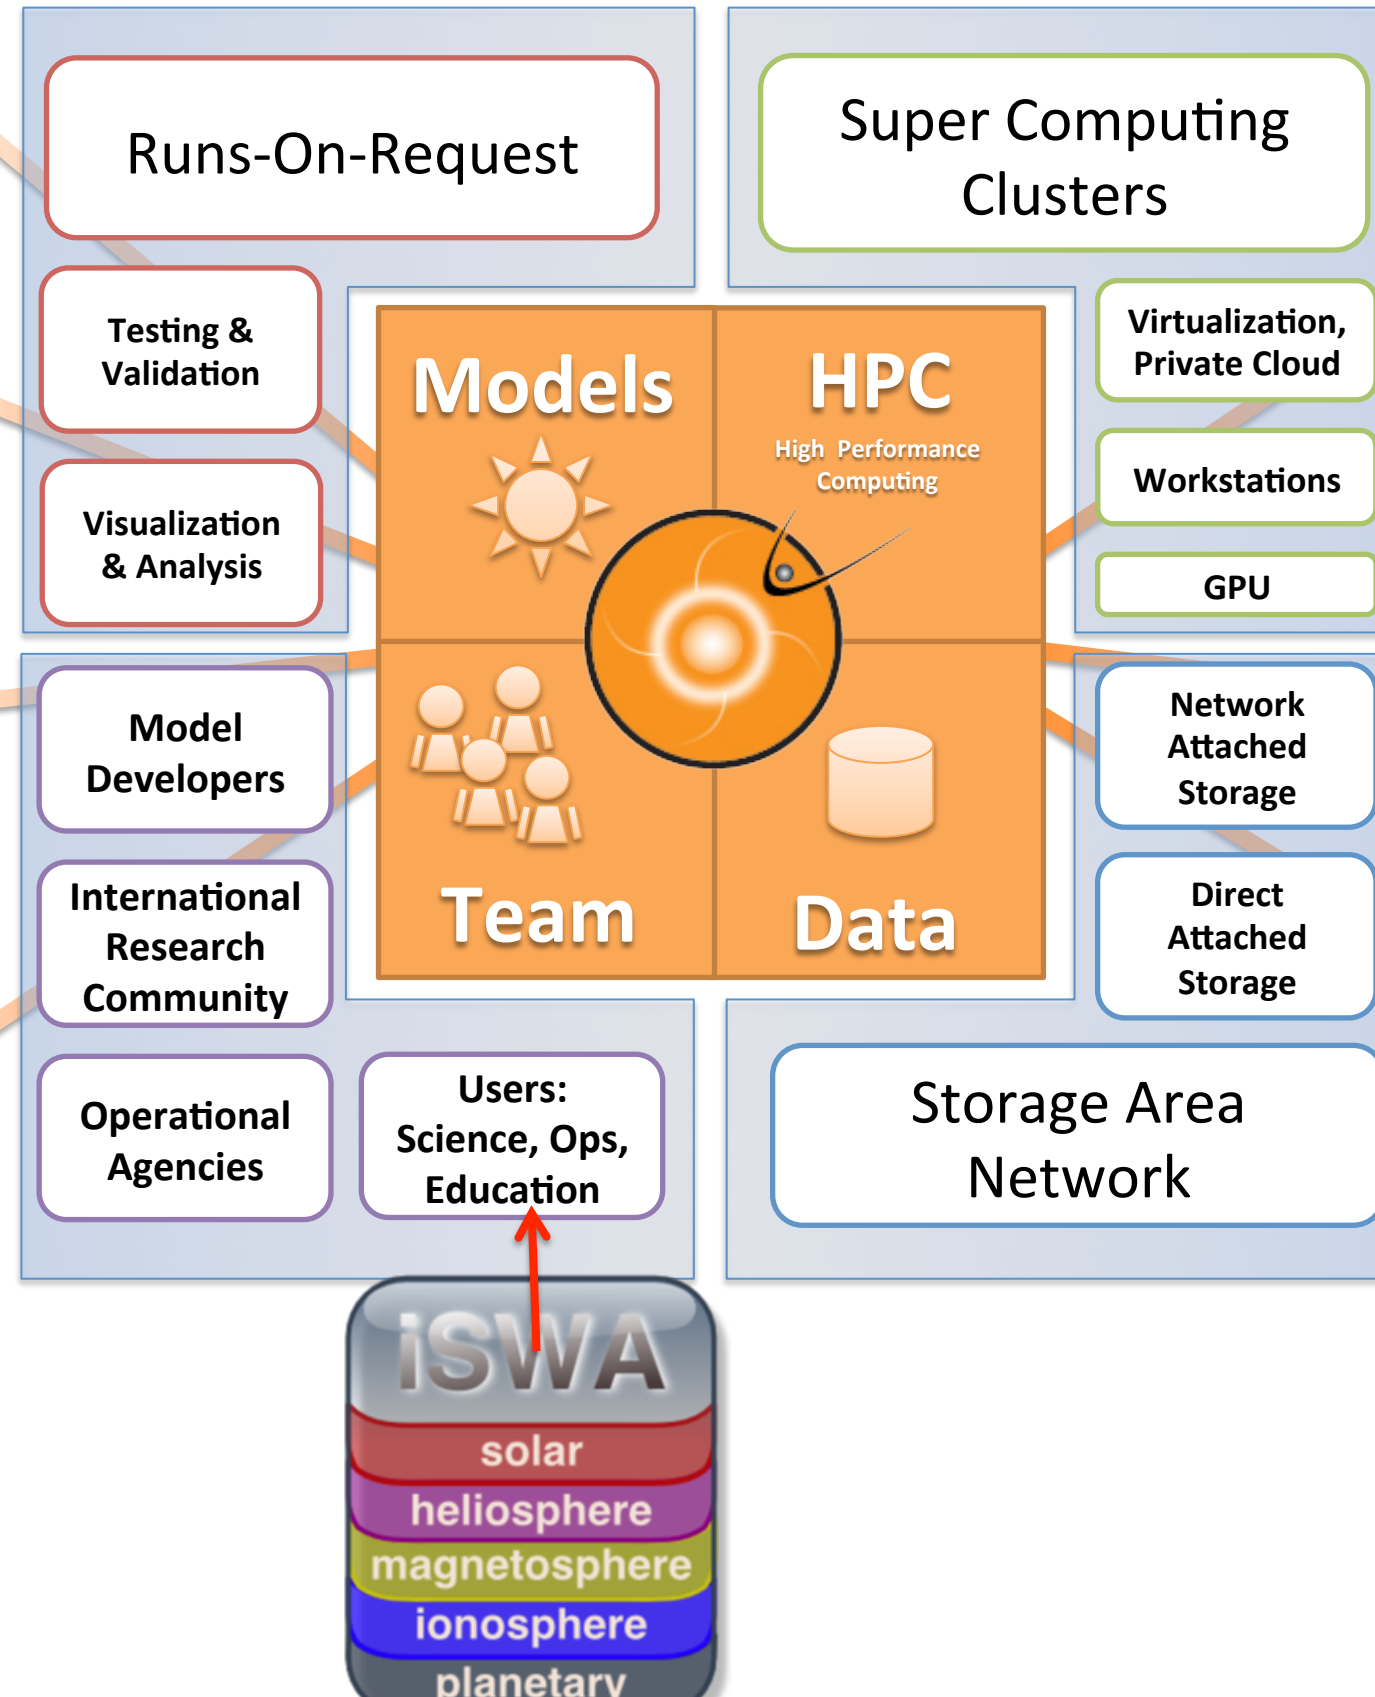 Runs-On-Request
Super Computing
Clusters
Testing &
Validation
Visualization
& Analysis
Models
HPC
High Performance
Computing
Virtualization,
Private Cloud
Workstations
GPU
Model
Developers
International
Research
Community
Operational
Agencies
Users:
Science, Ops,
Education
Team
Data
Network
Attached
Storage
Direct
Attached
Storage
Storage Area
Network
iSWA
solar
heliosphere
magnetosphere
ionosphere
planetary